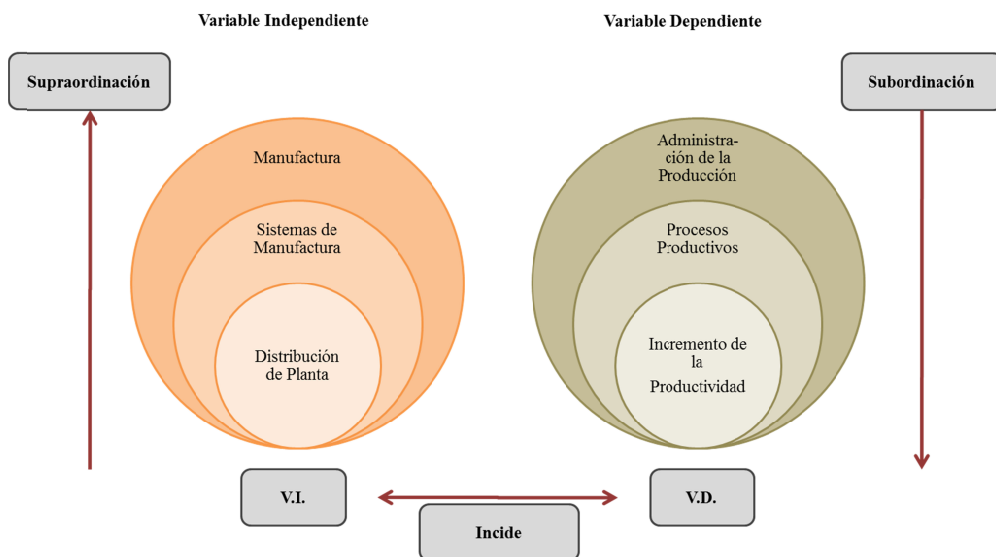 Variable Independiente
Variable Dependiente
Supraordinación
Subordinación
Manufactura
Sistemas de
Manufactura
Distribución
de Planta
Administra-
ción de la
Producción
Procesos
Productivos
Incremento de
la
Productividad
V.I.
V.D.
Incide